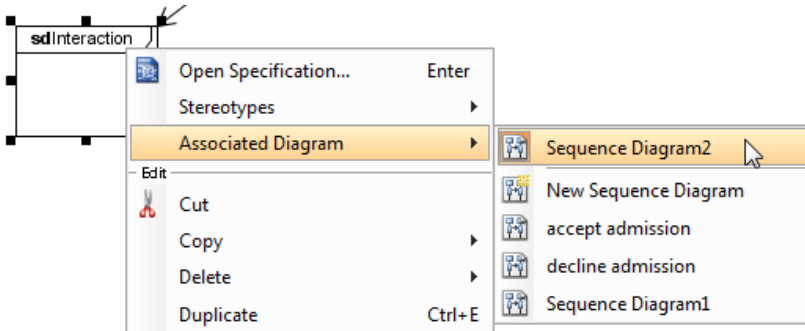 sdInteraction
Open Specification... Enter
Stereotypes
Associated Diagram
Sequence Diagram2
Edit
New Sequence Diagram
Cut
accept admission
Copy
decline admission
Delete
Sequence Diagram1
Duplicate Ctrl+E